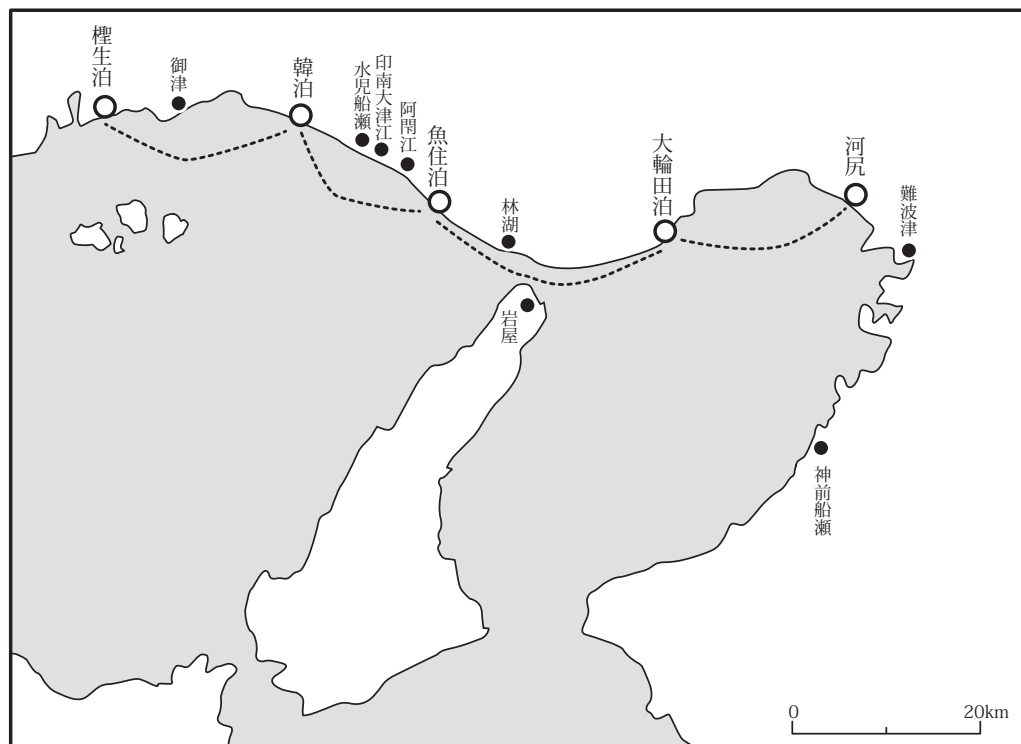 檉生泊
御津
韓泊
水児船瀬
印南大津江
阿閇江
魚住泊
林湖
岩屋
大輪田泊
河尻
難波津
神前船瀬
0
20km